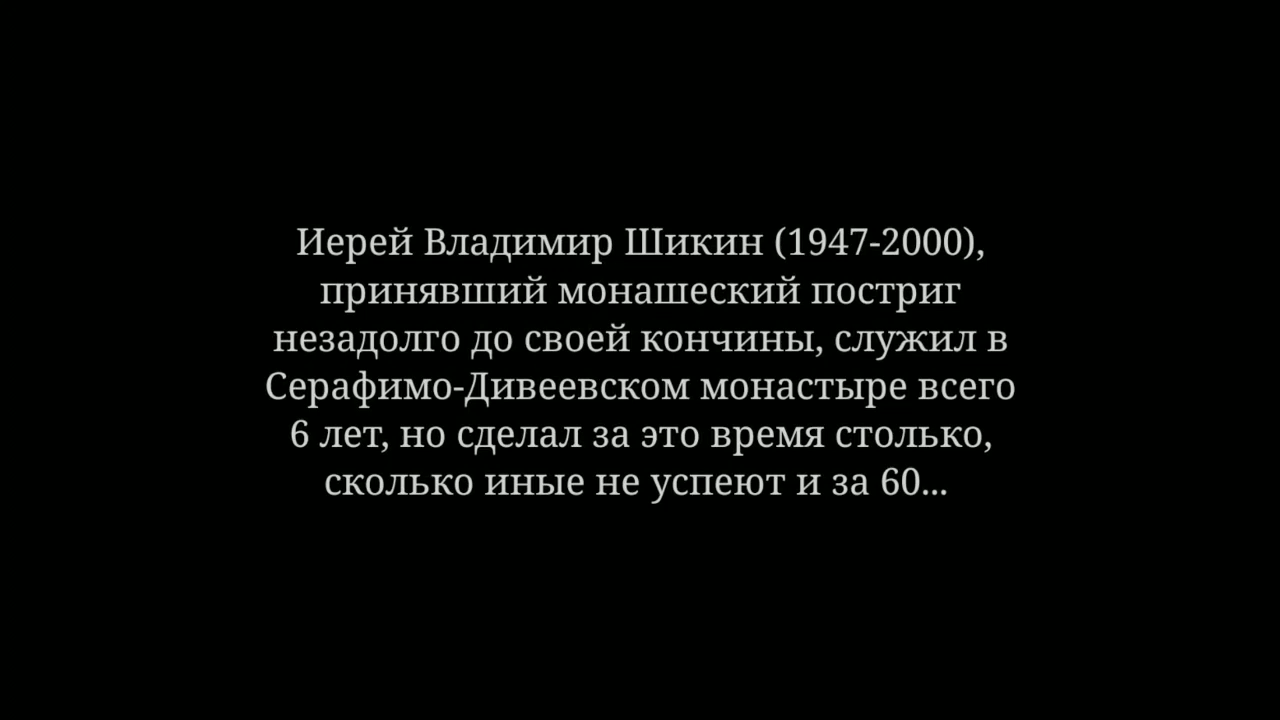 Иерей Владимир Шикин (1947-2000),
принявший монашеский постриг
незадолго до своей кончины, служил в
Серафимо-Дивеевском монастыре всего
6 лет, но сделал за это время столько,
сколько иные не успеют и за 60...